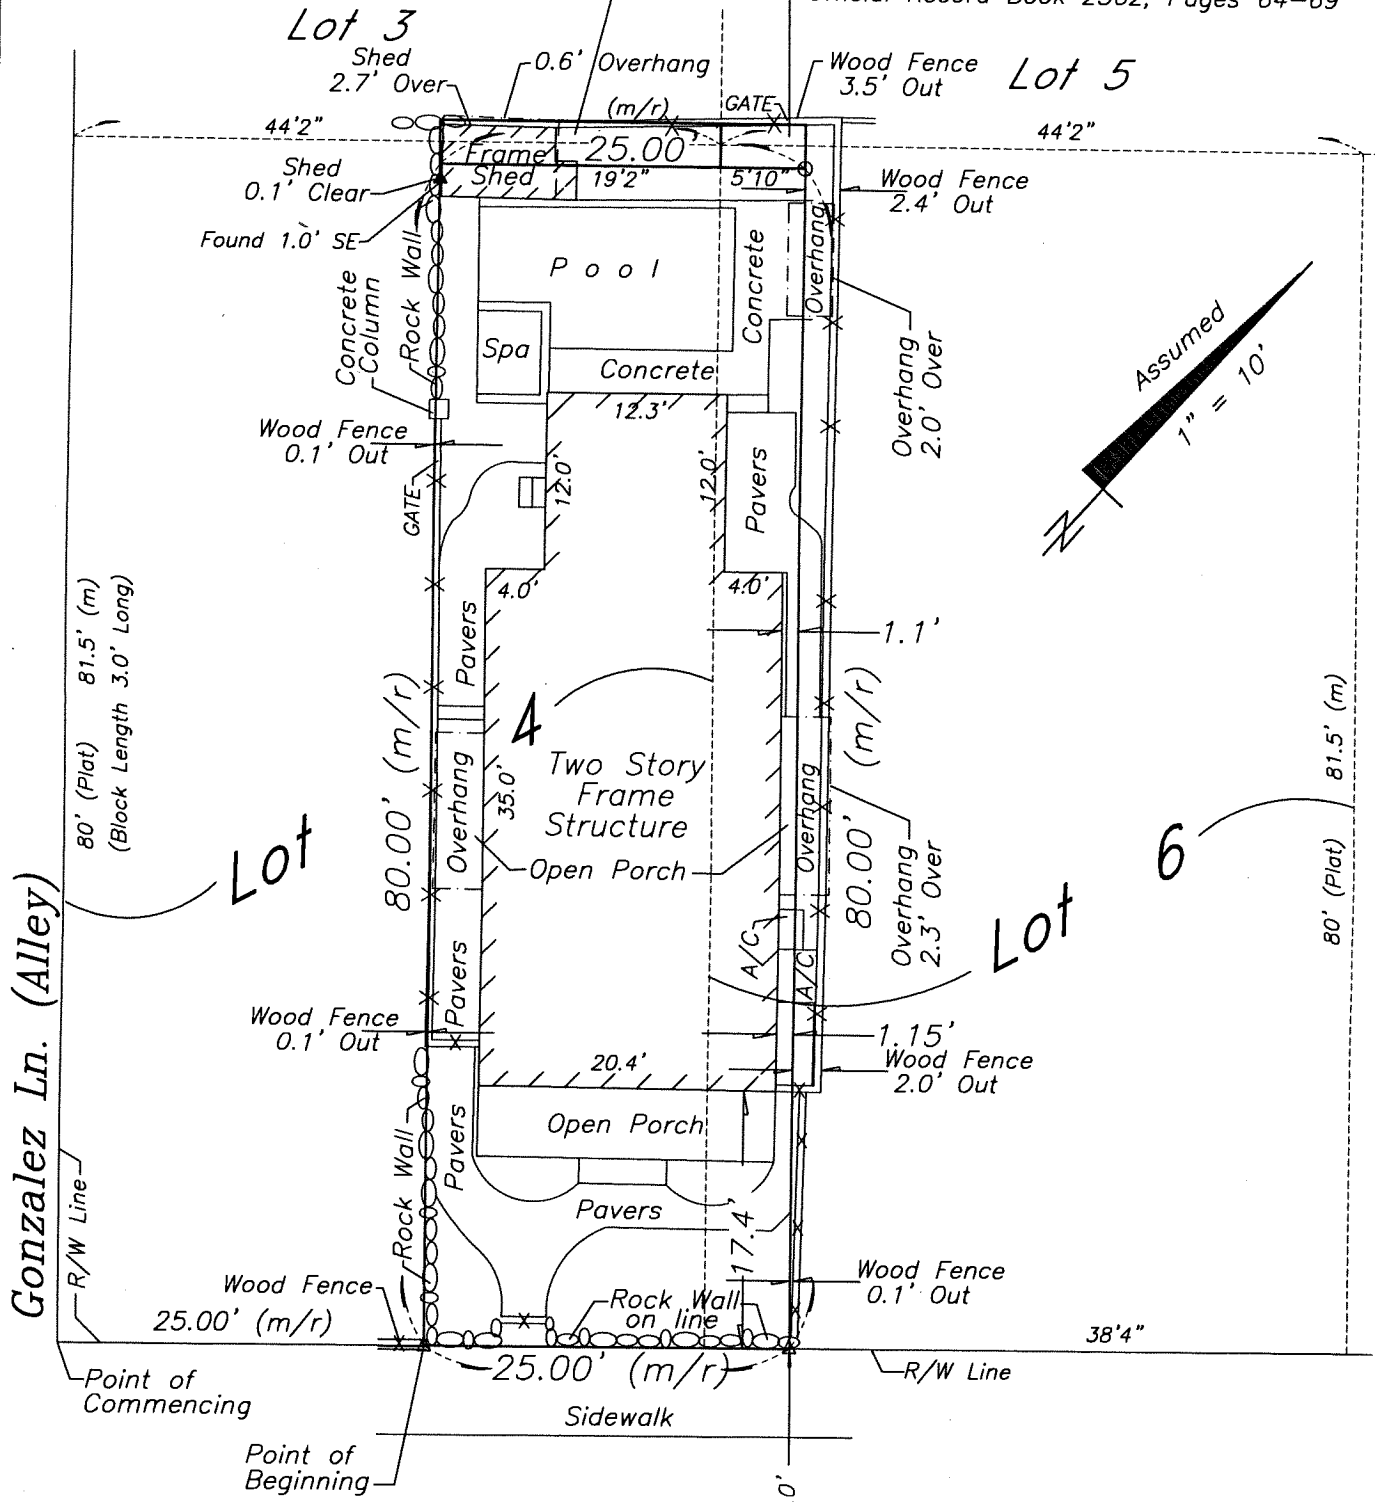 Official Record Book 2502, Pages 64-69
Lot 3
Shed
2.7' Over
0.6' Overhang
Wood Fence
3.5' Out
Lot 5
(m/r)
GATE
44'2"
25.00'
44'2"
Frame
Shed
19'2"
5'10"
Shed
0.1' Clear
Wood Fence
2.4' Out
Found 1.0' SE
Rock Wall
Pool
Concrete
Overhang
Concrete
Column
Spa
Concrete
Overhang
2.0' Over
Assumed
1" = 10'
N
12.3'
Wood Fence
0.1' Out
GATE
12.0'
12.0'
Pavers
4.0'
4.0'
Pavers
1.1'
80' (Plat) 81.5' (m)
(Block Length 3.0' Long)
80.00' (m/r)
4
Two Story
Frame
Structure
Overhang
35.0'
Open Porch
Overhang
80.00' (m/r)
Overhang
2.3' Over
Lot
6
Lot
80' (Plat) 81.5' (m)
Gonzalez Ln. (Alley)
Pavers
A/C
A/C
Wood Fence
0.1' Out
1.15'
20.4'
Wood Fence
2.0' Out
Open Porch
Pavers
Rock Wall
Pavers
17.4'
R/W Line
Wood Fence
Rock Wall
on line
Wood Fence
0.1' Out
25.00' (m/r)
38'4"
25.00' (m/r)
R/W Line
Point of
Commencing
Sidewalk
Point of
Beginning
0'